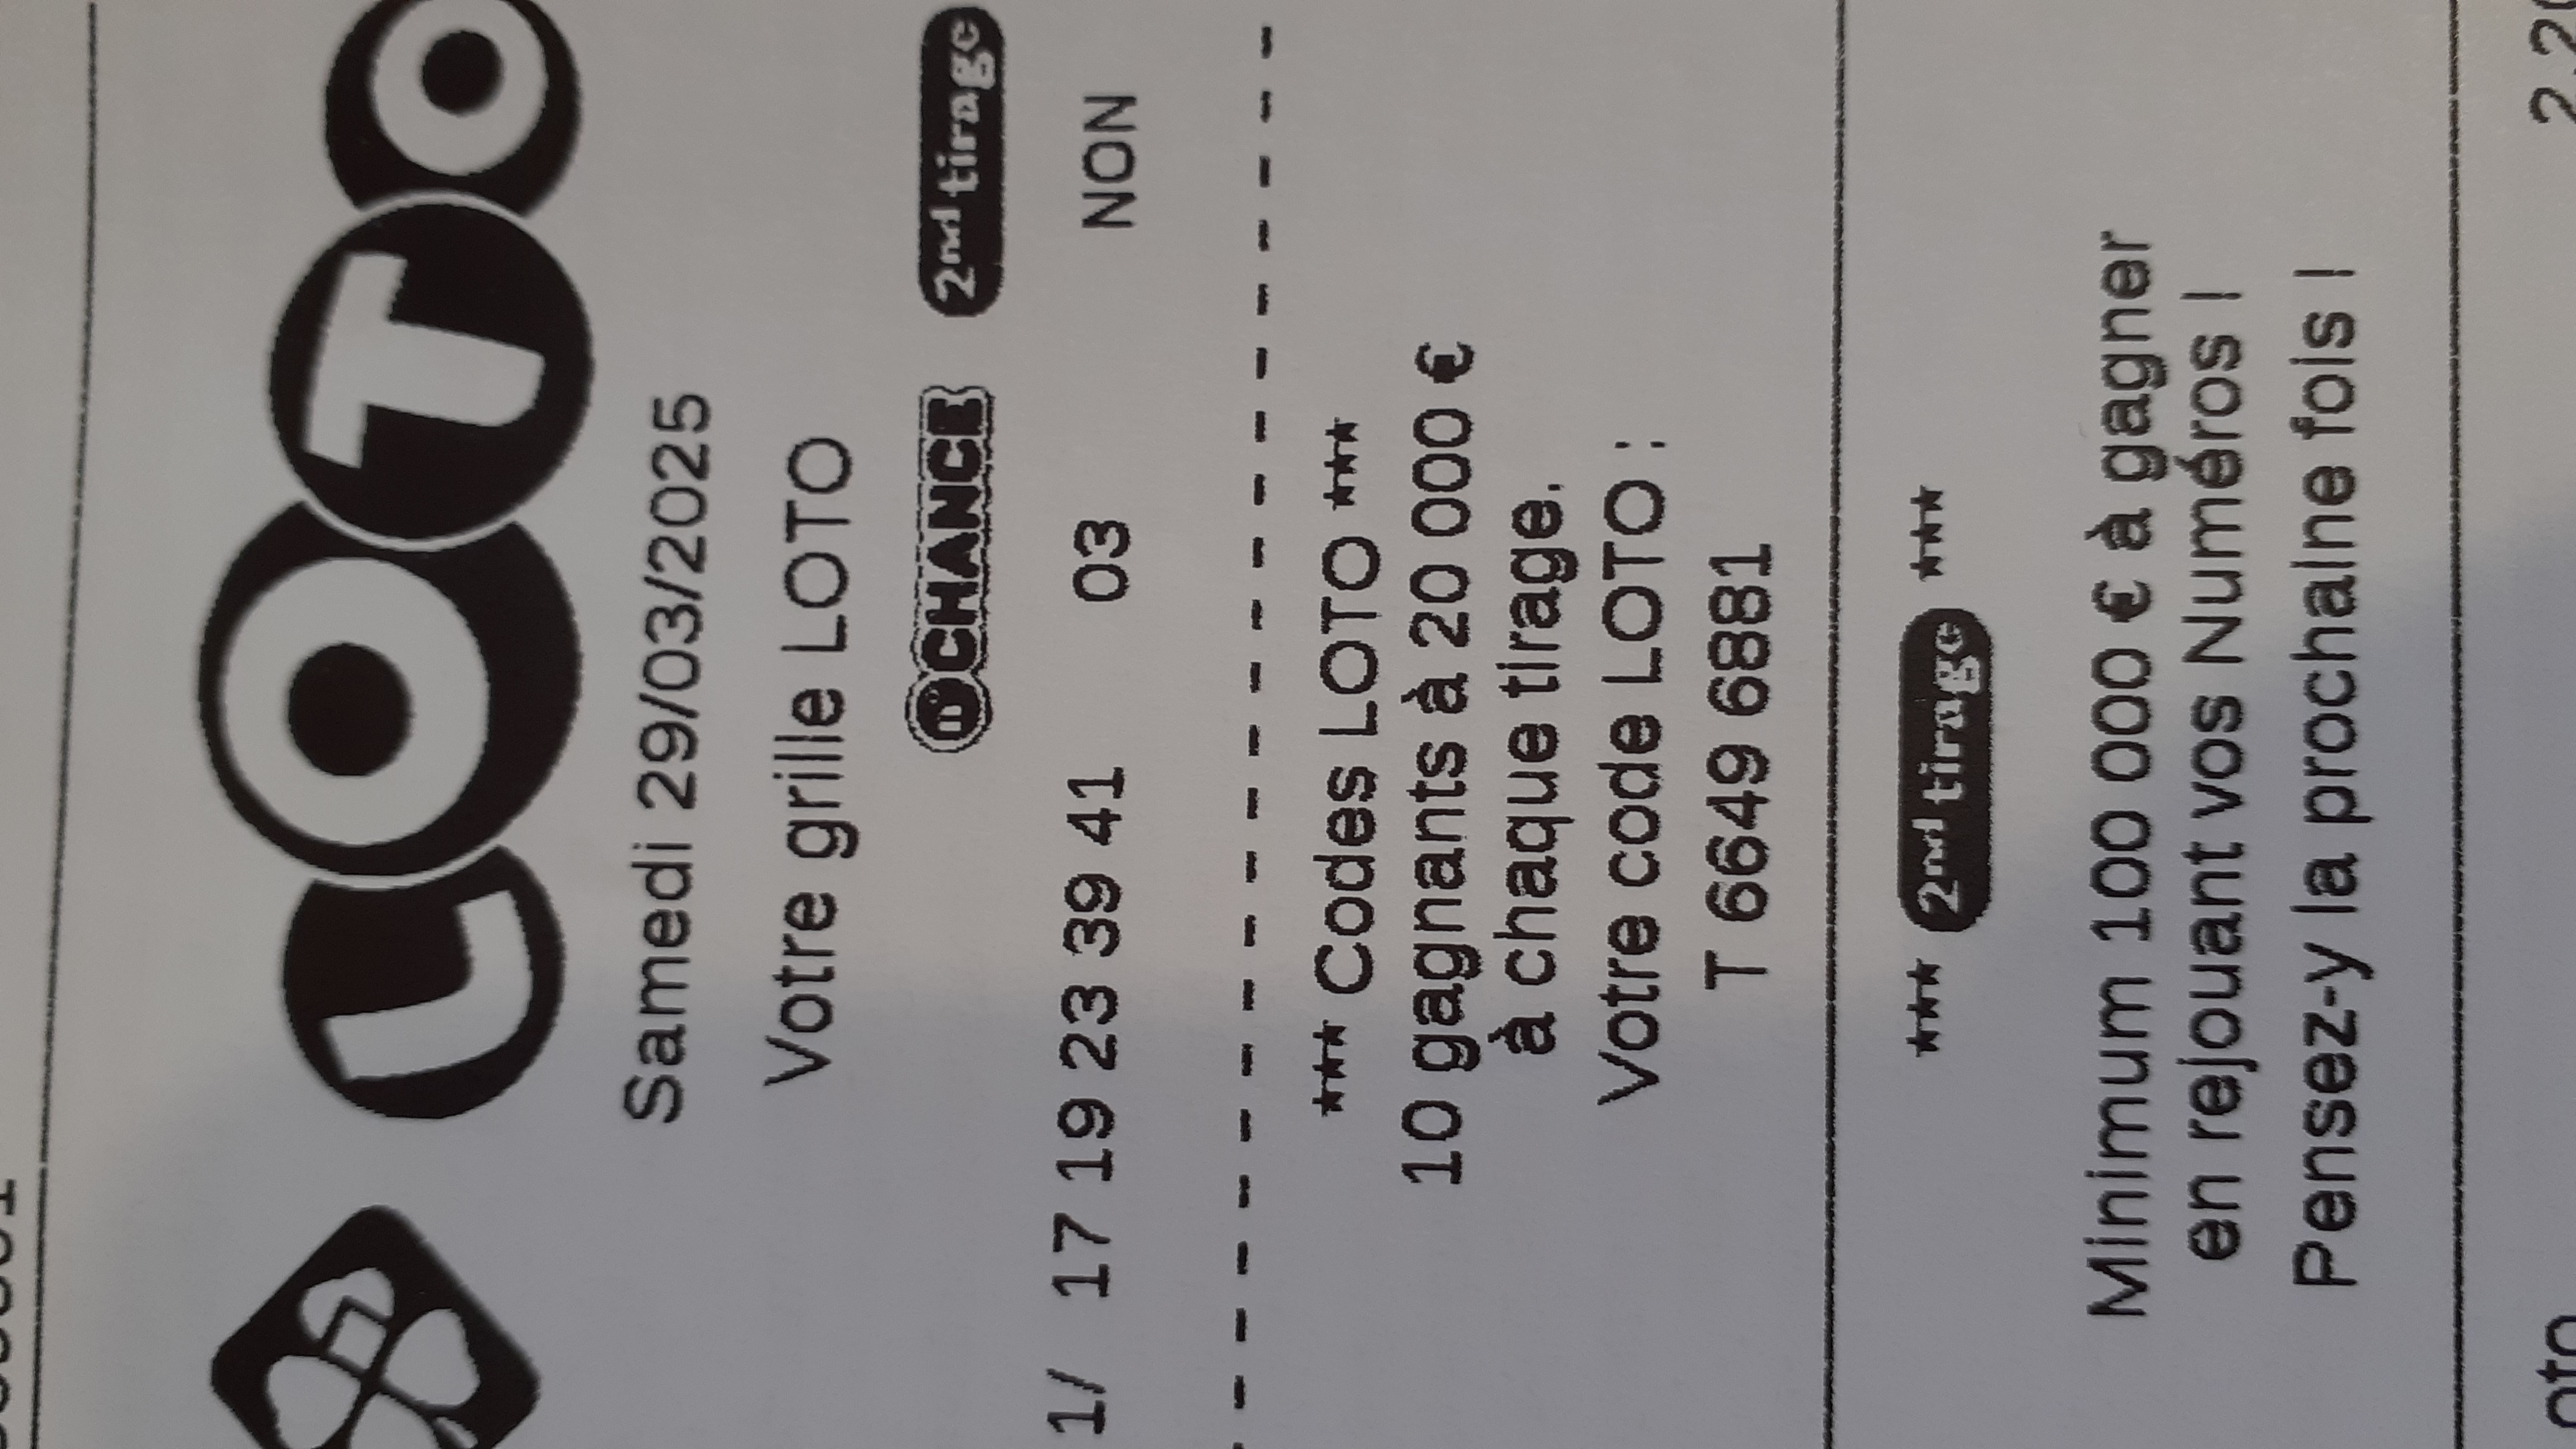 LOTO
Samedi 29/03/2025
Votre grille LOTO
n° CHANCE 2nd tirage
1/ 17 19 23 39 41 03 NON
*** Codes LOTO ***
10 gagnants à 20 000 €
à chaque tirage.
Votre code LOTO :
T 6649 6881
*** 2nd tirage ***
Minimum 100 000 € à gagner
en rejouant vos Numéros !
Pensez-y la prochaine fois !